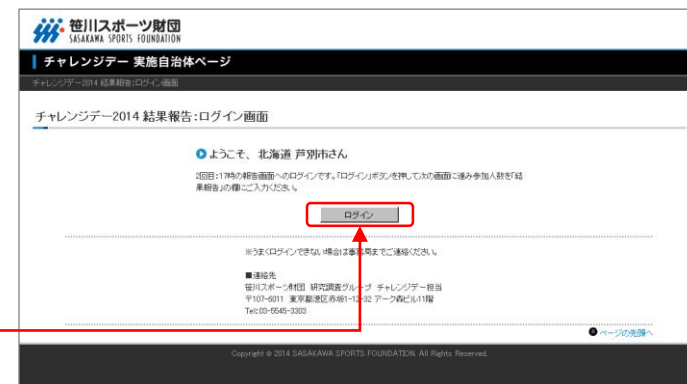 笹川スポーツ財団
SASAKAWA SPORTS FOUNDATION
チャレンジデー 実施自治体ページ
チャレンジデー2014 結果報告:ログイン画面
チャレンジデー2014 結果報告:ログイン画面
ようこそ、北海道 芦別市さん
2回目:17時の報告画面へのログインです。「ログイン」ボタンを押して次の画面に進み参加人数を「結
果報告」の欄にご入力ください。
ログイン
※うまくログインできない場合は事務局までご連絡ください。
■連絡先
笹川スポーツ財団 研究調査グループ チャレンジデー担当
〒107-6011 東京都港区赤坂1-12-32 アーク森ビル11階
Tel:03-5545-3303
ページの先頭へ
Copyright © 2014 SASAKAWA SPORTS FOUNDATION. All Rights Reserved.